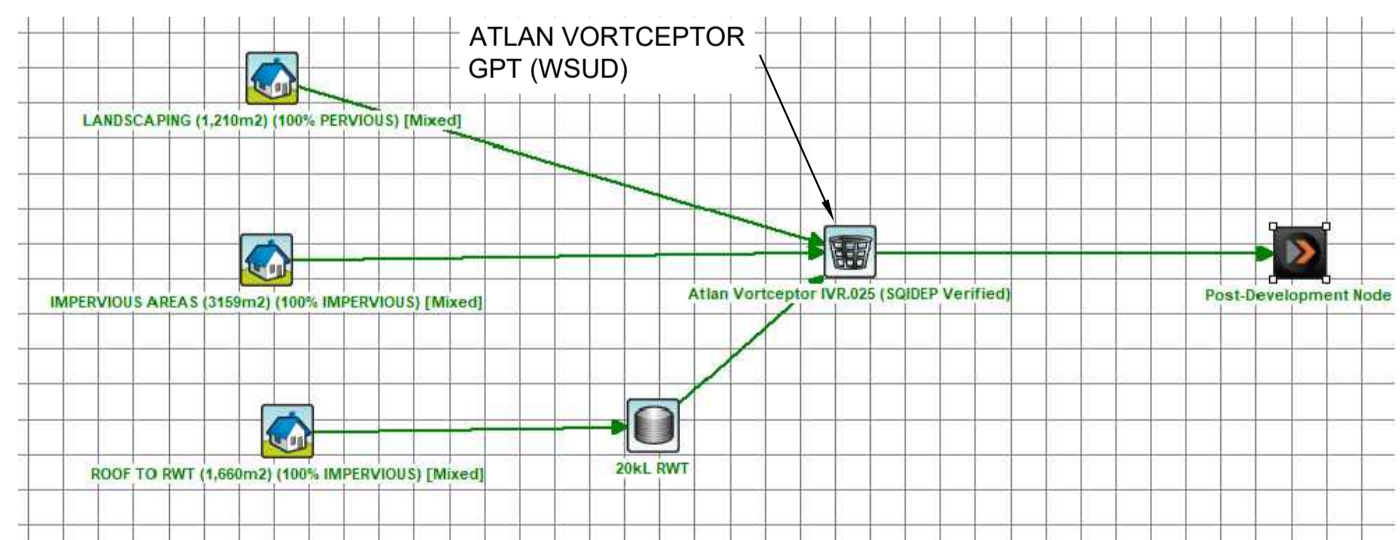 ATLAN VORTCEPTOR
GPT (WSUD)
LANDSCAPING (1,210m2) (100% PERVIOUS) [Mixed]
IMPERVIOUS AREAS (3159m2) (100% IMPERVIOUS) [Mixed]
Atlan Vortceptor IVR.025 (SQIDEP Verified)
Post-Development Node
ROOF TO RWT (1,660m2) (100% IMPERVIOUS) [Mixed]
20kL RWT